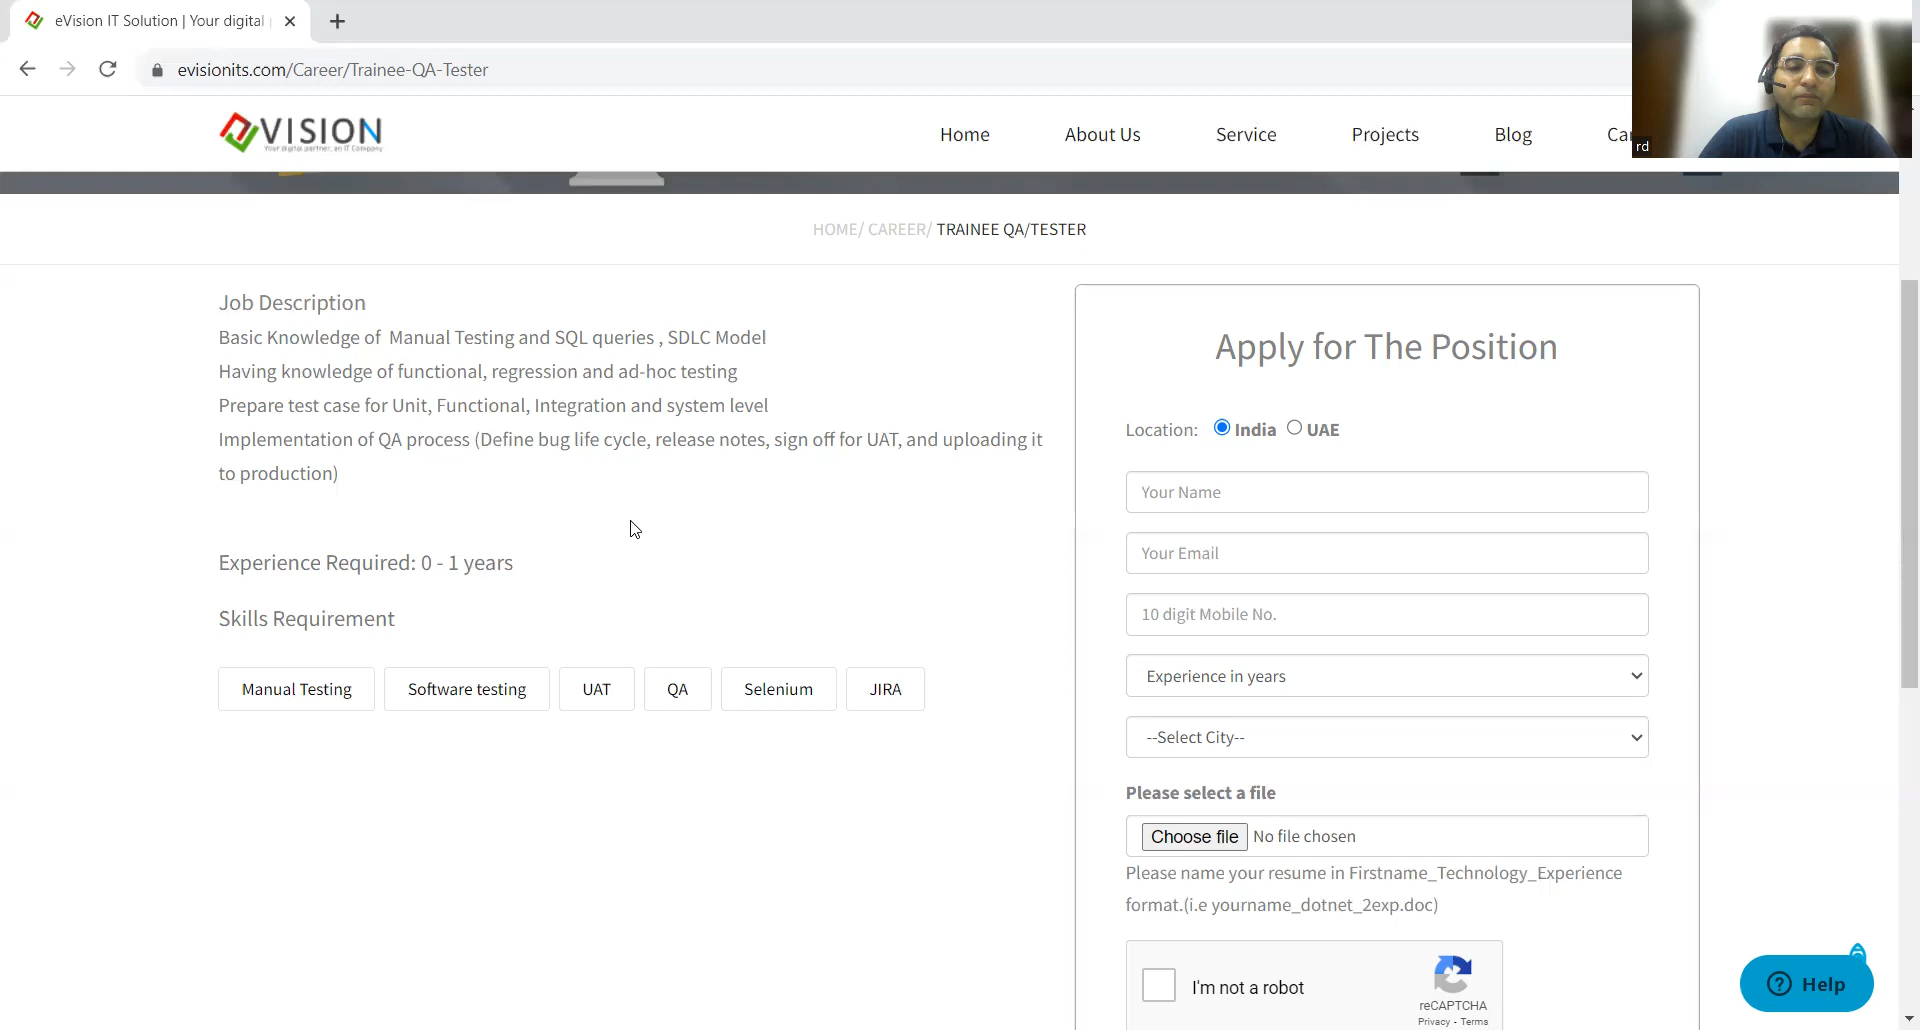 eVision IT Solution | Your digital
evisionits.com/Career/Trainee-QA-Tester
VISION
Your digital partner, an IT Company
Home
About Us
Service
Projects
Blog
Ca
rd
HOME/ CAREER/ TRAINEE QA/TESTER
Job Description
Basic Knowledge of Manual Testing and SQL queries , SDLC Model
Having knowledge of functional, regression and ad-hoc testing
Prepare test case for Unit, Functional, Integration and system level
Implementation of QA process (Define bug life cycle, release notes, sign off for UAT, and uploading it
to production)
Experience Required: 0 - 1 years
Skills Requirement
Manual Testing
Software testing
UAT
QA
Selenium
JIRA
Apply for The Position
Location: India UAE
Your Name
Your Email
10 digit Mobile No.
Experience in years
--Select City--
Please select a file
Choose file No file chosen
Please name your resume in Firstname_Technology_Experience
format.(i.e yourname_dotnet_2exp.doc)
I'm not a robot
reCAPTCHA
Privacy - Terms
Help